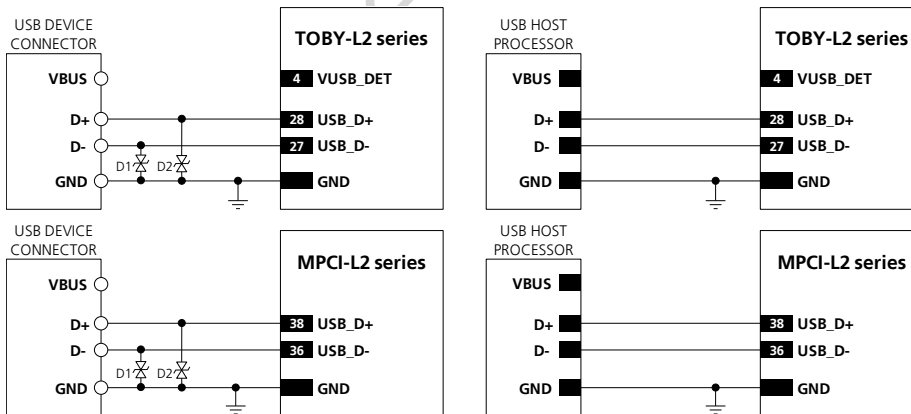 USB DEVICE
CONNECTOR
TOBY-L2 series
VBUS
4 VUSB_DET
D+
28 USB_D+
D-
27 USB_D-
D1 D2
GND
GND
USB HOST
PROCESSOR
TOBY-L2 series
VBUS
4 VUSB_DET
D+
28 USB_D+
D-
27 USB_D-
GND
GND
USB DEVICE
CONNECTOR
MPCI-L2 series
VBUS
D+
38 USB_D+
D-
36 USB_D-
D1 D2
GND
GND
USB HOST
PROCESSOR
MPCI-L2 series
VBUS
D+
38 USB_D+
D-
36 USB_D-
GND
GND